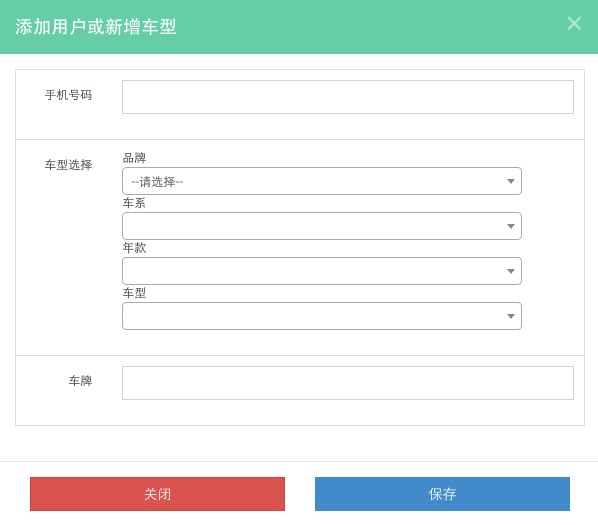 添加用户或新增车型
手机号码
车型选择
品牌
--请选择--
车系
年款
车型
车牌
关闭
保存